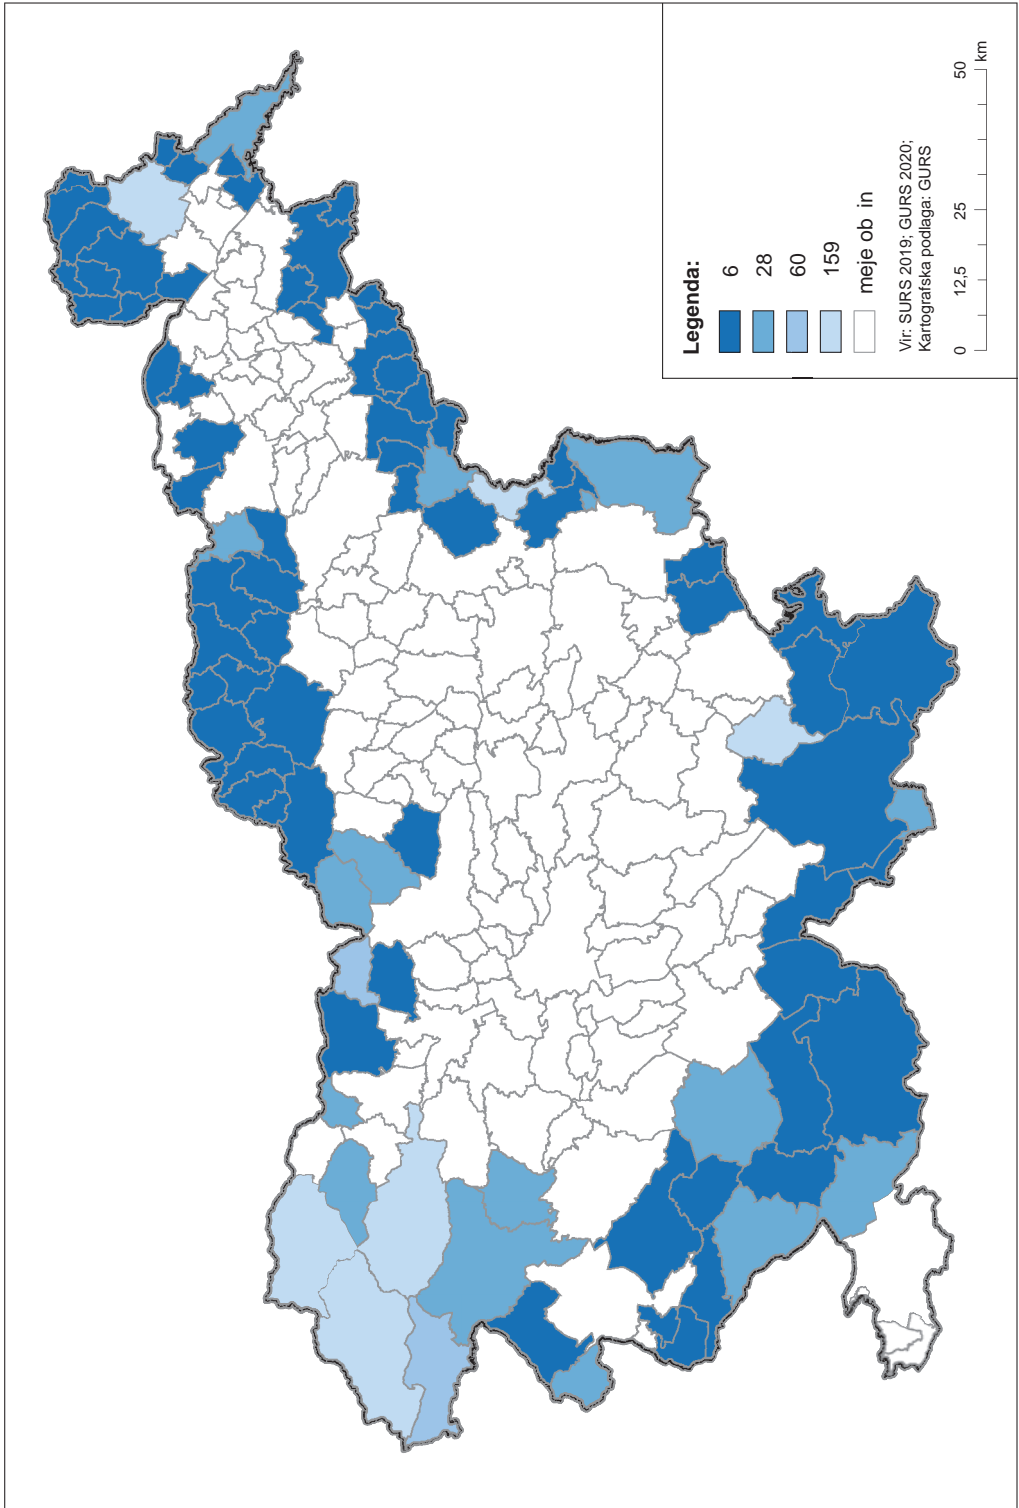 Legenda:
6
28
60
159
meje ob in
Vir: SURS 2019; GURS 2020;
Kartografska podlaga: GURS
0 12,5 25 50
km